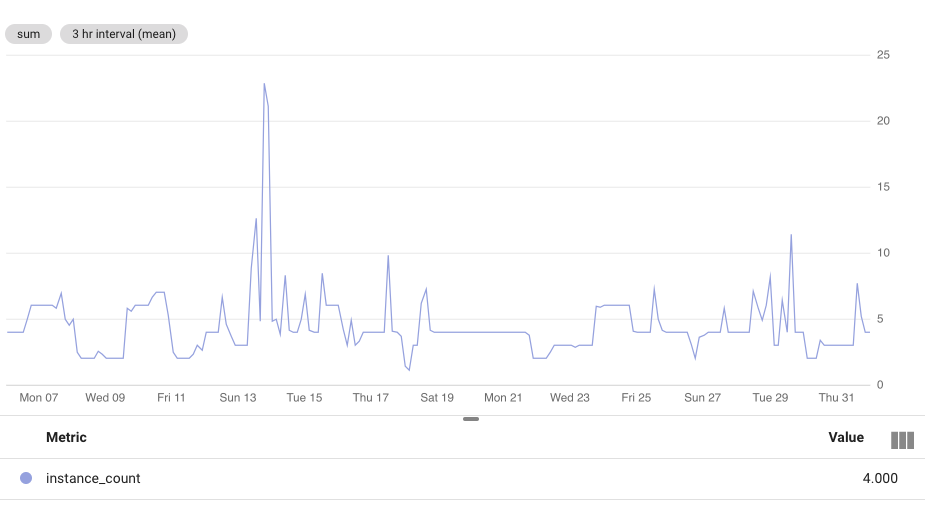 sum 3 hr interval (mean)
25
20
15
10
5
0
Mon 07 Wed 09 Fri 11 Sun 13 Tue 15 Thu 17 Sat 19 Mon 21 Wed 23 Fri 25 Sun 27 Tue 29 Thu 31
Metric Value
instance_count 4.000